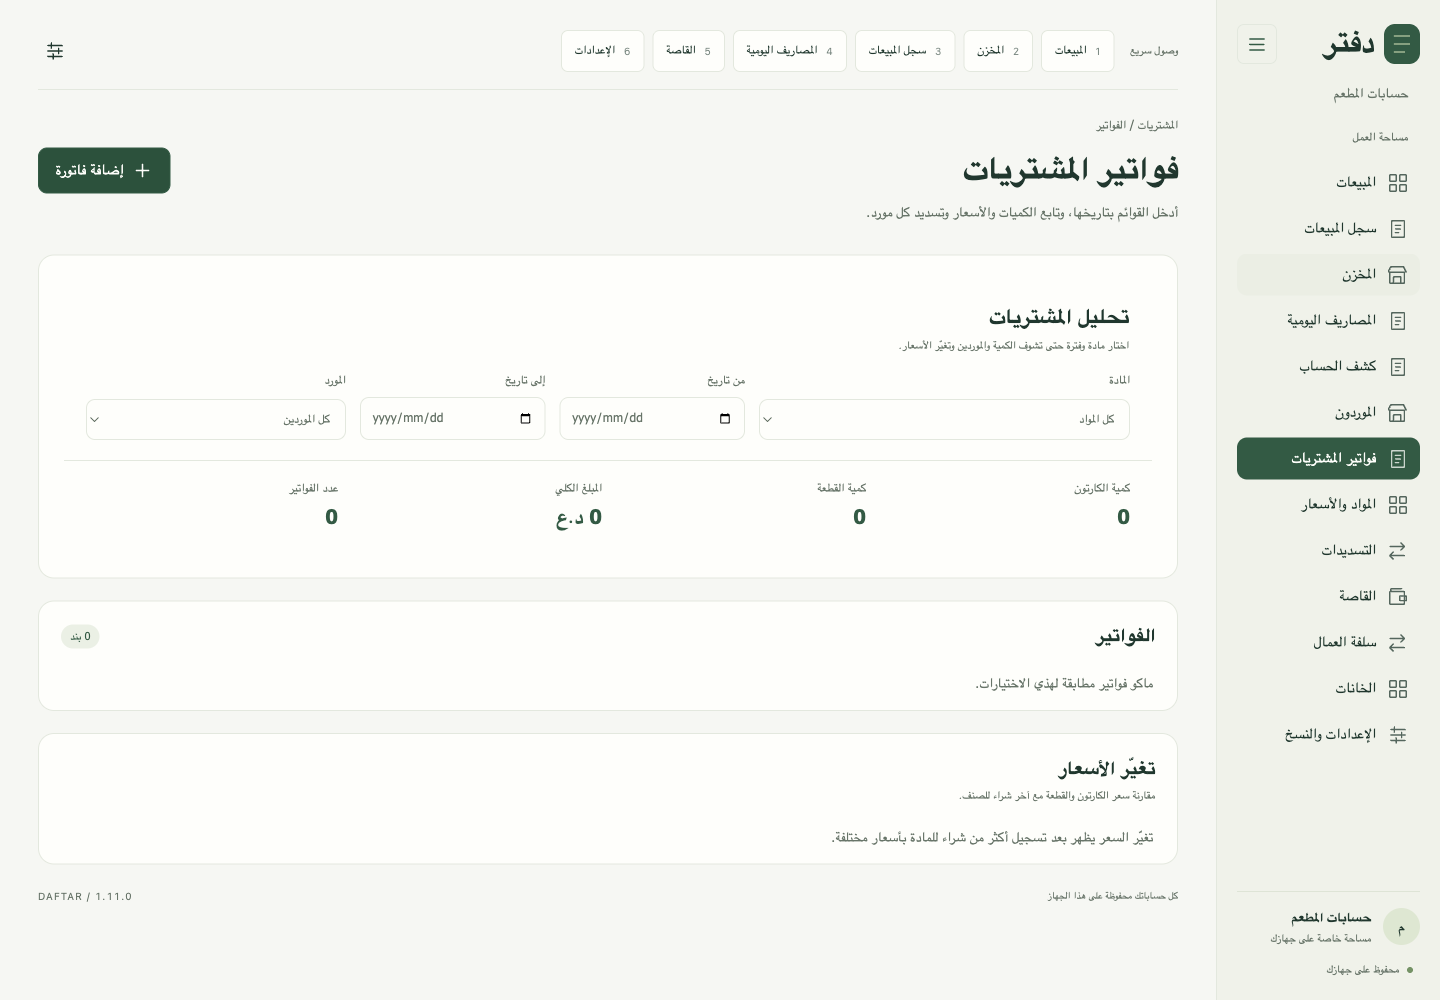 دفتر
حسابات المطعم
مساحة العمل
المبيعات
سجل المبيعات
المخزن
المصاريف اليومية
كشف الحساب
الموردون
فواتير المشتريات
المواد والأسعار
التسديدات
القاصة
سلفة العمال
الخانات
الإعدادات والنسخ
حسابات المطعم
م
مساحة خاصة على جهازك
محفوظ على جهازك
وصول سريع
1 المبيعات
2 المخزن
3 سجل المبيعات
4 المصاريف اليومية
5 القاصة
6 الإعدادات
المشتريات / الفواتير
فواتير المشتريات
إضافة فاتورة
أدخل القوائم بتاريخها، وتابع الكميات والأسعار وتسديد كل مورد.
تحليل المشتريات
اختار مادة وفترة حتى تشوف الكمية والموردين وتغيّر الأسعار.
المادة
من تاريخ
إلى تاريخ
المورد
كل المواد
yyyy/mm/dd
yyyy/mm/dd
كل الموردين
كمية الكارتون
كمية القطعة
المبلغ الكلي
عدد الفواتير
0
0
0 د.ع
0
الفواتير
0 بند
ماكو فواتير مطابقة لهذي الاختيارات.
تغيّر الأسعار
مقارنة سعر الكارتون والقطعة مع آخر شراء للصنف.
تغيّر السعر يظهر بعد تسجيل أكثر من شراء للمادة بأسعار مختلفة.
كل حساباتك محفوظة على هذا الجهاز
DAFTAR / 1.11.0